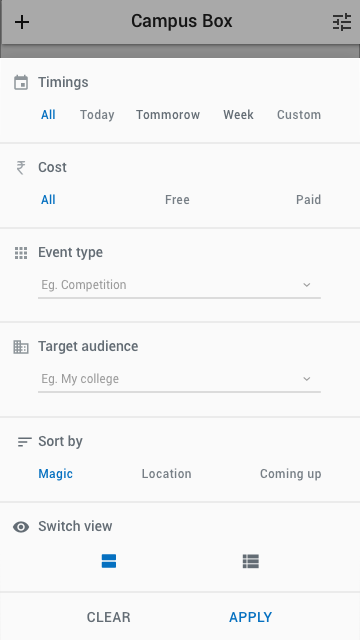 Campus Box
Timings
All Today Tommorow Week Custom
Cost
All Free Paid
Event type
Eg. Competition
Target audience
Eg. My college
Sort by
Magic Location Coming up
Switch view
CLEAR APPLY